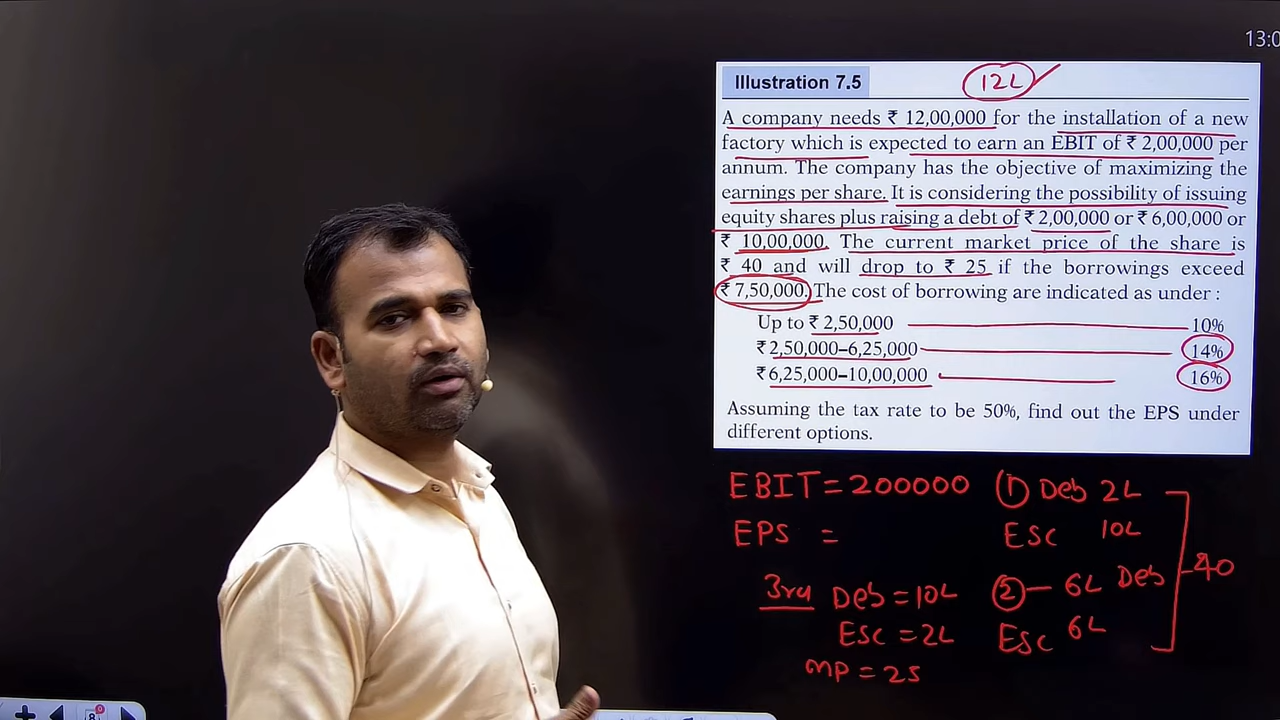 13:0
Illustration 7.5
12L
A company needs ₹ 12,00,000 for the installation of a new
factory which is expected to earn an EBIT of ₹ 2,00,000 per
annum. The company has the objective of maximizing the
earnings per share. It is considering the possibility of issuing
equity shares plus raising a debt of ₹ 2,00,000 or ₹ 6,00,000 or
₹ 10,00,000. The current market price of the share is
₹ 40 and will drop to ₹ 25 if the borrowings exceed
₹ 7,50,000. The cost of borrowing are indicated as under :
Up to ₹ 2,50,000 10%
₹ 2,50,000–6,25,000 14%
₹ 6,25,000–10,00,000 16%
Assuming the tax rate to be 50%, find out the EPS under
different options.
EBIT = 200000 ① Deb 2L
EPS = ESC 10L
3rd Deb = 10L ② – 6L Deb 40
ESC = 2L ESC 6L
MP = 25
8